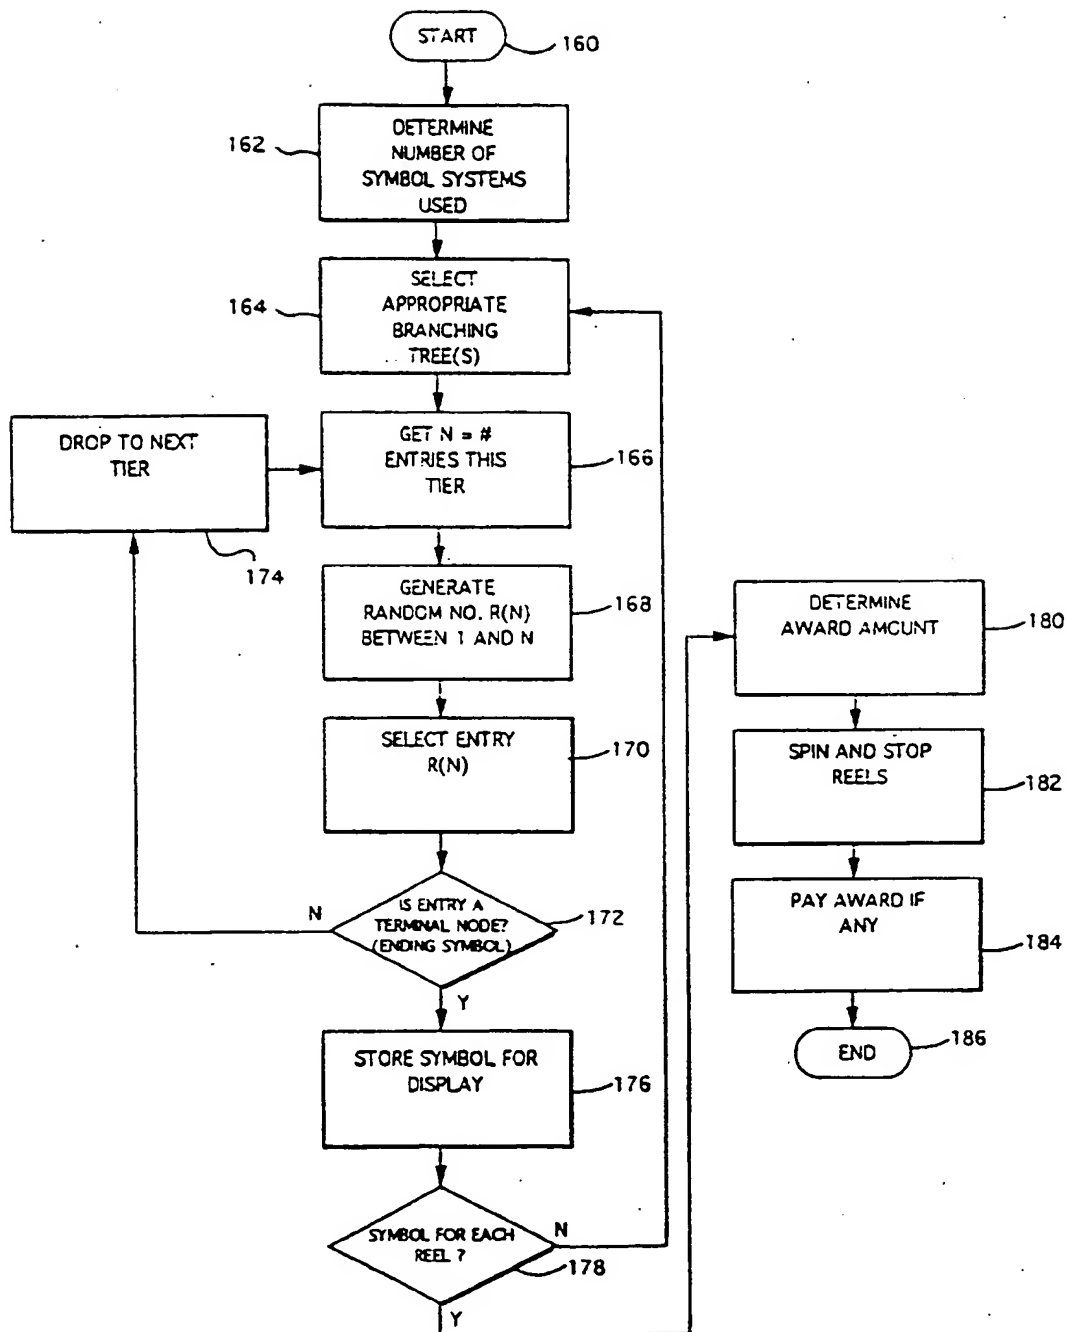 START
160
162
DETERMINE
NUMBER OF
SYMBOL SYSTEMS
USED
164
SELECT
APPROPRIATE
BRANCHING
TREE(S)
DROP TO NEXT
TIER
174
GET N = #
ENTRIES THIS
TIER
166
GENERATE
RANDOM NO. R(N)
BETWEEN 1 AND N
168
SELECT ENTRY
R(N)
170
IS ENTRY A
TERMINAL NODE?
(ENDING SYMBOL)
172
N
Y
STORE SYMBOL FOR
DISPLAY
176
SYMBOL FOR EACH
REEL ?
178
N
Y
DETERMINE
AWARD AMOUNT
180
SPIN AND STOP
REELS
182
PAY AWARD IF
ANY
184
END
186